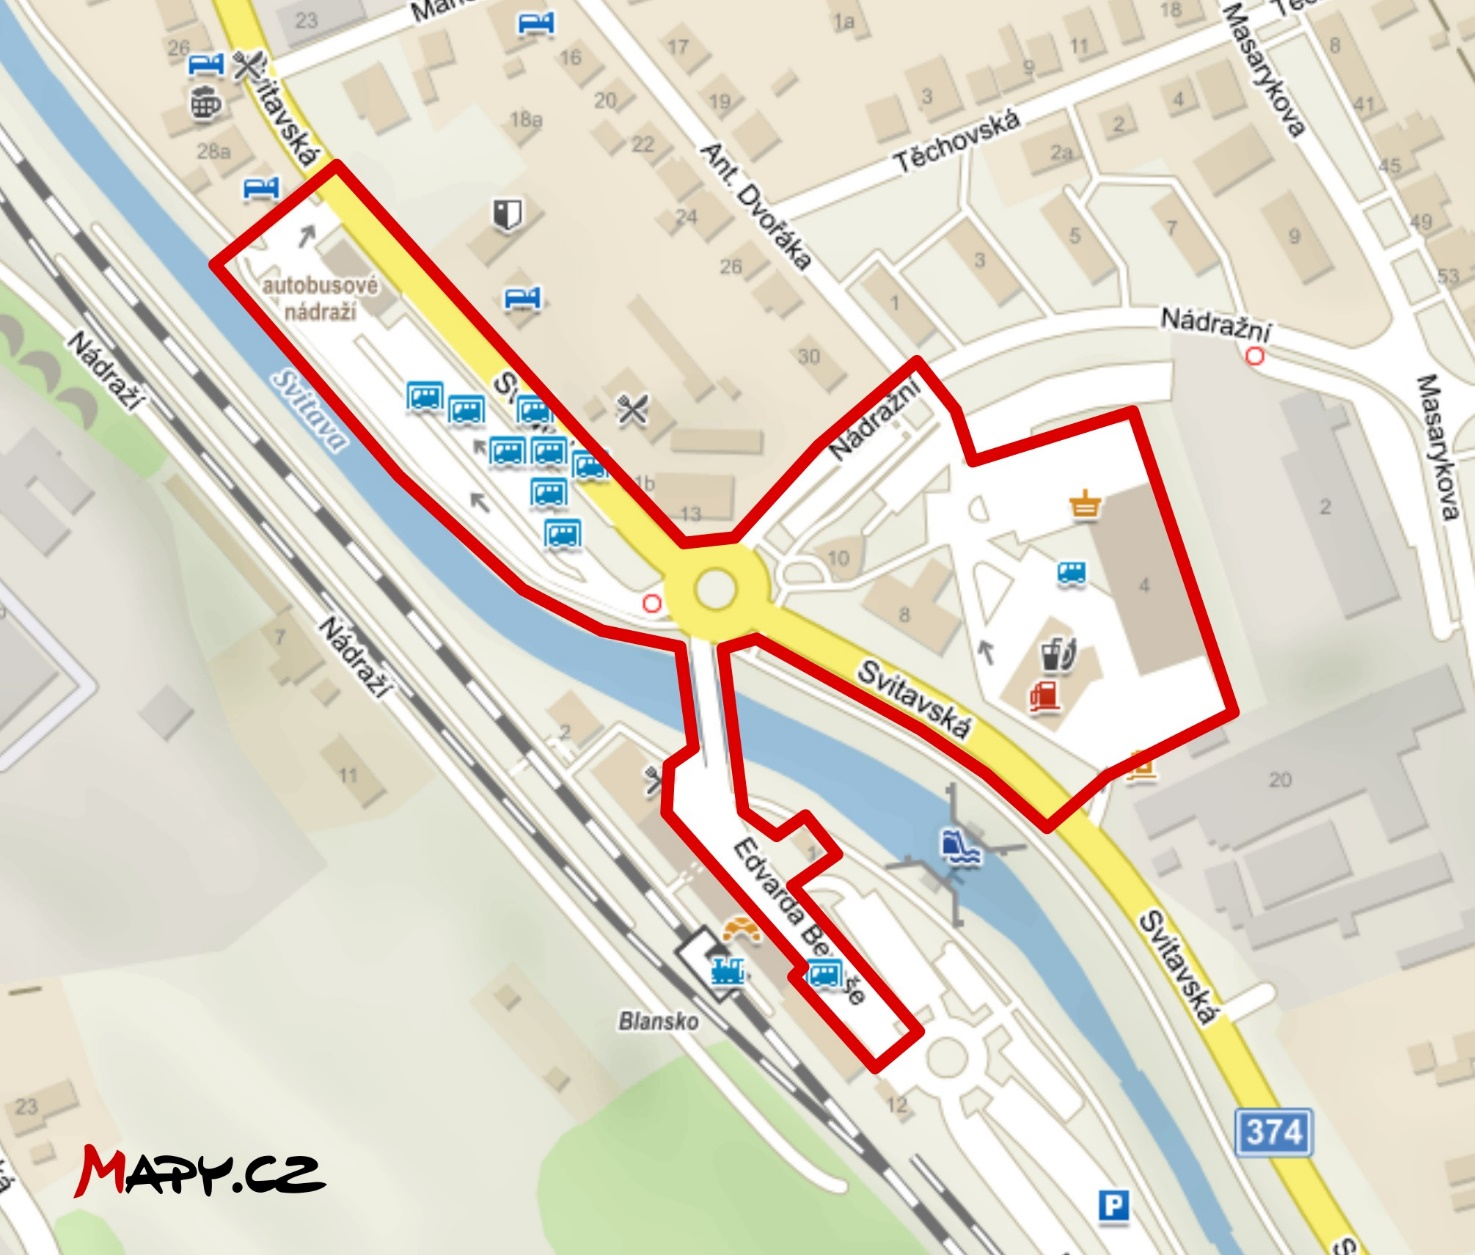 23
18
1a
8
26
16
17
11
9
Masarykova
20
19
3
4
41
Svitavská
18a
2
Těchovská
28a
22
2a
45
Ant. Dvořáka
24
5
7
9
49
26
3
53
autobusové
nádraží
1
Nádražní
Nádraží
30
Svitava
Nádražní
Masarykova
1b
13
2
10
4
8
7
Nádraží
Svitavská
2
11
20
Edvarda Beneše
1
Svitavská
Blansko
12
23
374
MAPY.CZ
P